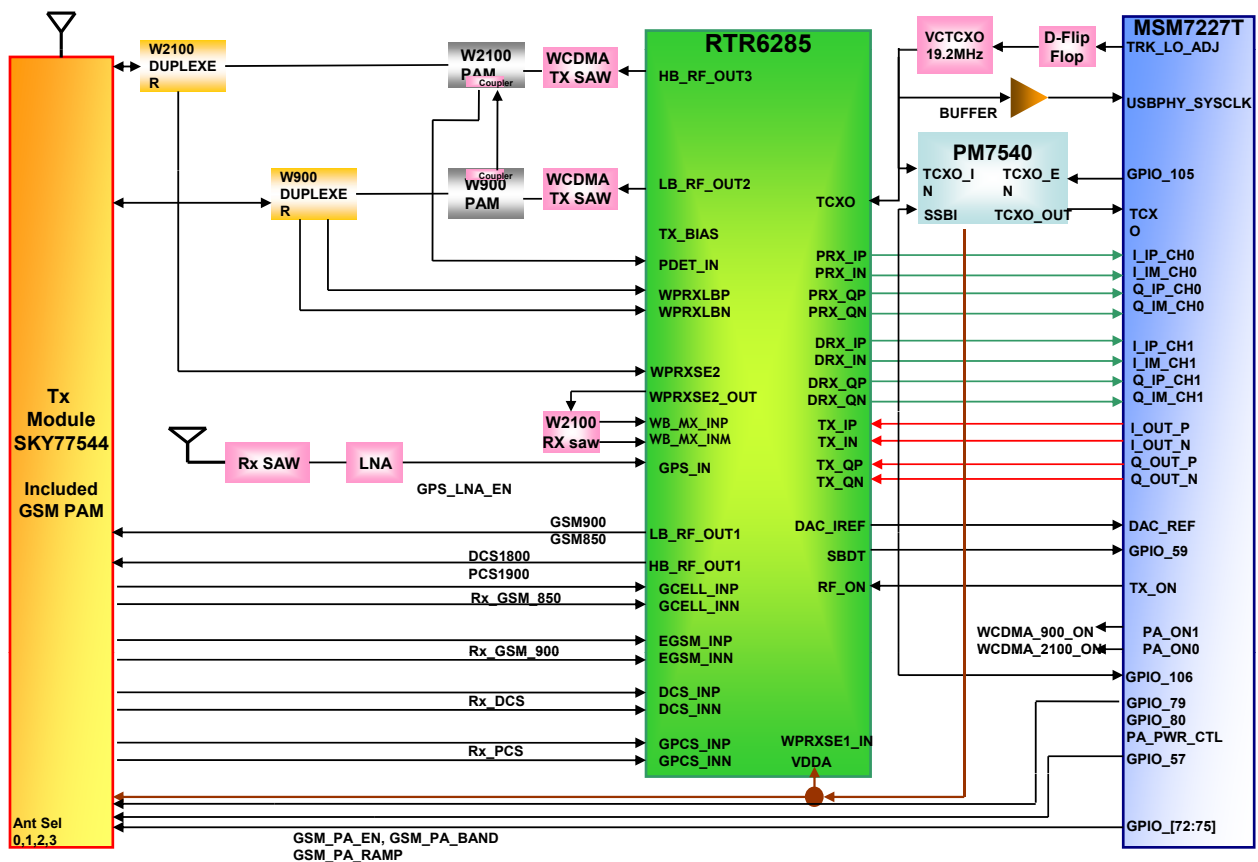 W2100
DUPLEXE
R
W2100
PAM
Coupler
WCDMA
TX SAW
W900
DUPLEXE
R
Coupler
W900
PAM
WCDMA
TX SAW
Tx
Module
SKY77544
Included
GSM PAM
Ant Sel
0,1,2,3
Rx SAW
LNA
GPS_LNA_EN
W2100
RX saw
GSM900
GSM850
DCS1800
PCS1900
Rx_GSM_850
Rx_GSM_900
Rx_DCS
Rx_PCS
GSM_PA_EN, GSM_PA_BAND
GSM_PA_RAMP
RTR6285
HB_RF_OUT3
LB_RF_OUT2
TX_BIAS
PDET_IN
WPRXLBP
WPRXLBN
WPRXSE2
WPRXSE2_OUT
WB_MX_INP
WB_MX_INM
GPS_IN
LB_RF_OUT1
HB_RF_OUT1
GCELL_INP
GCELL_INN
EGSM_INP
EGSM_INN
DCS_INP
DCS_INN
GPCS_INP
GPCS_INN
TCXO
PRX_IP
PRX_IN
PRX_QP
PRX_QN
DRX_IP
DRX_IN
DRX_QP
DRX_QN
TX_IP
TX_IN
TX_QP
TX_QN
DAC_IREF
SBDT
RF_ON
WPRXSE1_IN
VDDA
VCTCXO
19.2MHz
D-Flip
Flop
BUFFER
PM7540
TCXO_I
N
TCXO_E
N
SSBI
TCXO_OUT
WCDMA_900_ON
WCDMA_2100_ON
MSM7227T
TRK_LO_ADJ
USBPHY_SYSCLK
GPIO_105
TCX
O
I_IP_CH0
I_IM_CH0
Q_IP_CH0
Q_IM_CH0
I_IP_CH1
I_IM_CH1
Q_IP_CH1
Q_IM_CH1
I_OUT_P
I_OUT_N
Q_OUT_P
Q_OUT_N
DAC_REF
GPIO_59
TX_ON
PA_ON1
PA_ON0
GPIO_106
GPIO_79
GPIO_80
PA_PWR_CTL
GPIO_57
GPIO_[72:75]